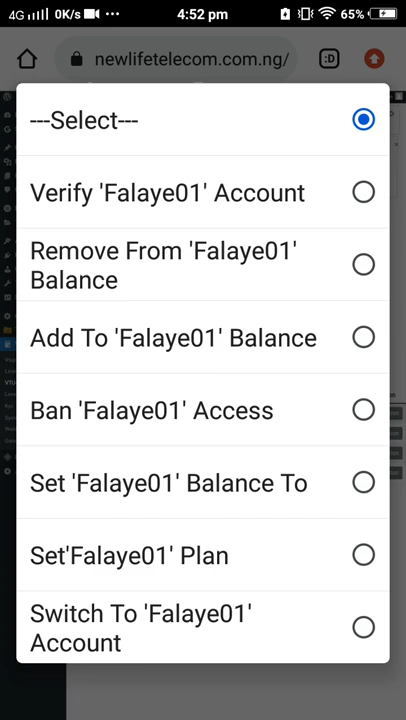 4G 0K/s ··· 4:52 pm 65%
newlifetelecom.com.ng/ :D
---Select---
Verify 'Falaye01' Account
Remove From 'Falaye01'
Balance
Add To 'Falaye01' Balance
Ban 'Falaye01' Access
Set 'Falaye01' Balance To
Set'Falaye01' Plan
Switch To 'Falaye01'
Account